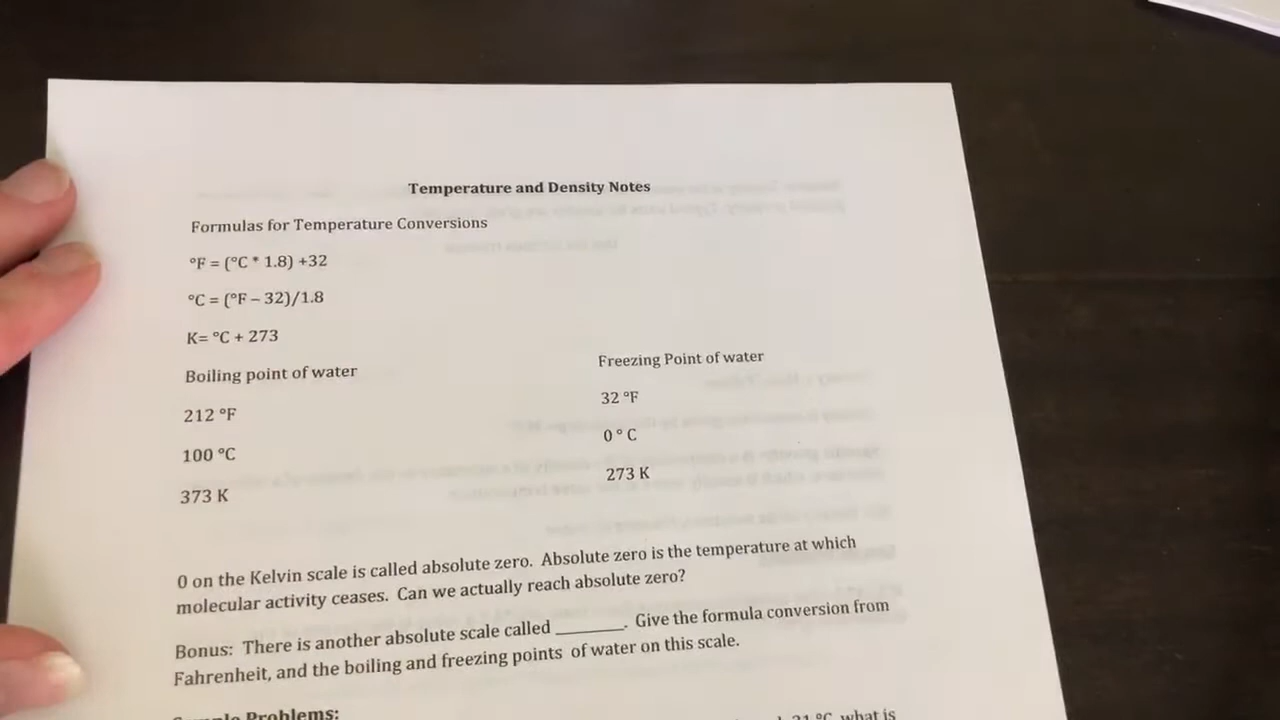 Temperature and Density Notes
Formulas for Temperature Conversions
°F = (°C * 1.8) +32
°C = (°F – 32)/1.8
K= °C + 273
Boiling point of water
212 °F
100 °C
373 K
Freezing Point of water
32 °F
0 ° C
273 K
0 on the Kelvin scale is called absolute zero. Absolute zero is the temperature at which
molecular activity ceases. Can we actually reach absolute zero?
Bonus: There is another absolute scale called _______. Give the formula conversion from
Fahrenheit, and the boiling and freezing points of water on this scale.
Problems:
what is